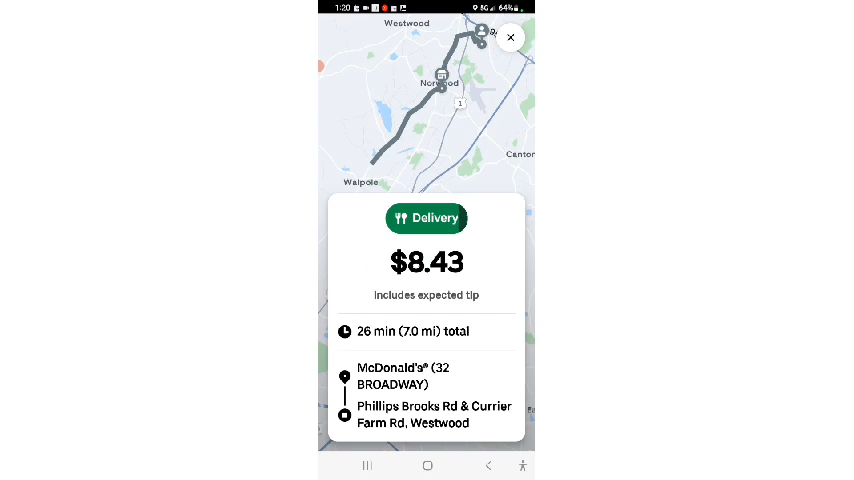 1:20
5G 64%
Westwood
Norwood
1
Canton
Walpole
Delivery
$8.43
Includes expected tip
26 min (7.0 mi) total
McDonald's® (32
BROADWAY)
Phillips Brooks Rd & Currier
Farm Rd, Westwood